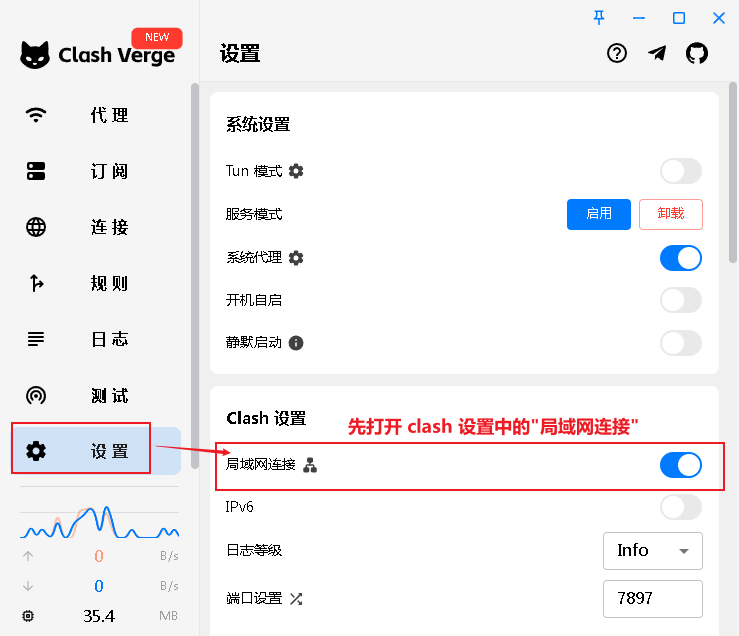 NEW
Clash Verge
代理
订阅
连接
规则
日志
测试
设置
0 B/s
0 B/s
35.4 MB
设置
系统设置
Tun 模式
服务模式 启用 卸载
系统代理
开机自启
静默启动
Clash 设置
先打开 clash 设置中的"局域网连接"
局域网连接
IPv6
日志等级 Info
端口设置 7897